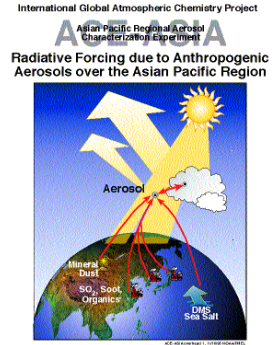 International Global Atmospheric Chemistry Project
ACE-ASIA
Asian Pacific Regional Aerosol
Characterization Experiment
Radiative Forcing due to Anthropogenic
Aerosols over the Asian Pacific Region
Aerosol
Mineral
Dust
SO2, Soot,
Organics
DMS
Sea Salt